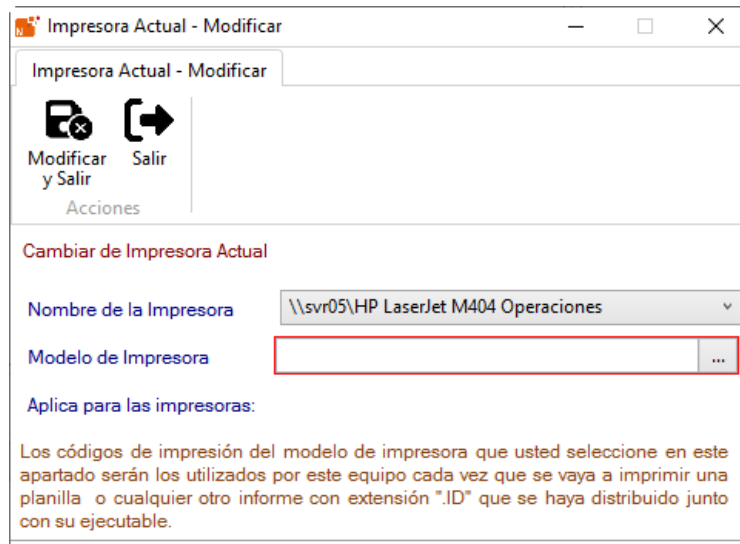 Impresora Actual - Modificar
Impresora Actual - Modificar
Modificar
y Salir
Salir
Acciones
Cambiar de Impresora Actual
Nombre de la Impresora
\\svr05\HP LaserJet M404 Operaciones
Modelo de Impresora
...
Aplica para las impresoras:
Los códigos de impresión del modelo de impresora que usted seleccione en este
apartado serán los utilizados por este equipo cada vez que se vaya a imprimir una
planilla o cualquier otro informe con extensión ".ID" que se haya distribuido junto
con su ejecutable.